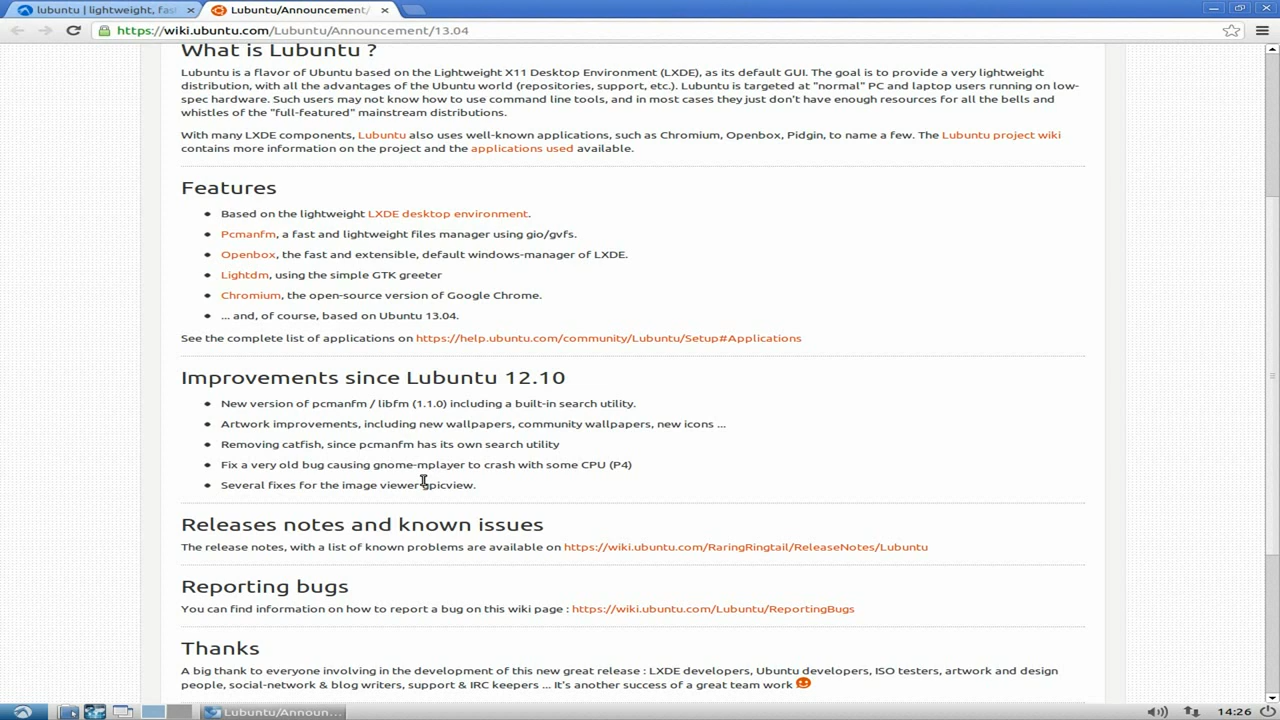 lubuntu | lightweight, fas
Lubuntu/Announcement/
https://wiki.ubuntu.com/Lubuntu/Announcement/13.04
What is Lubuntu ?
Lubuntu is a flavor of Ubuntu based on the Lightweight X11 Desktop Environment (LXDE), as its default GUI. The goal is to provide a very lightweight
distribution, with all the advantages of the Ubuntu world (repositories, support, etc.). Lubuntu is targeted at "normal" PC and laptop users running on low-
spec hardware. Such users may not know how to use command line tools, and in most cases they just don't have enough resources for all the bells and
whistles of the "full-featured" mainstream distributions.
With many LXDE components, Lubuntu also uses well-known applications, such as Chromium, Openbox, Pidgin, to name a few. The Lubuntu project wiki
contains more information on the project and the applications used available.
Features
Based on the lightweight LXDE desktop environment.
Pcmanfm, a fast and lightweight files manager using gio/gvfs.
Openbox, the fast and extensible, default windows-manager of LXDE.
Lightdm, using the simple GTK greeter
Chromium, the open-source version of Google Chrome.
... and, of course, based on Ubuntu 13.04.
See the complete list of applications on https://help.ubuntu.com/community/Lubuntu/Setup#Applications
Improvements since Lubuntu 12.10
New version of pcmanfm / libfm (1.1.0) including a built-in search utility.
Artwork improvements, including new wallpapers, community wallpapers, new icons ...
Removing catfish, since pcmanfm has its own search utility
Fix a very old bug causing gnome-mplayer to crash with some CPU (P4)
Several fixes for the image viewer gpicview.
Releases notes and known issues
The release notes, with a list of known problems are available on https://wiki.ubuntu.com/RaringRingtail/ReleaseNotes/Lubuntu
Reporting bugs
You can find information on how to report a bug on this wiki page : https://wiki.ubuntu.com/Lubuntu/ReportingBugs
Thanks
A big thank to everyone involving in the development of this new great release : LXDE developers, Ubuntu developers, ISO testers, artwork and design
people, social-network & blog writers, support & IRC keepers ... It's another success of a great team work
Lubuntu/Announ...
14:26